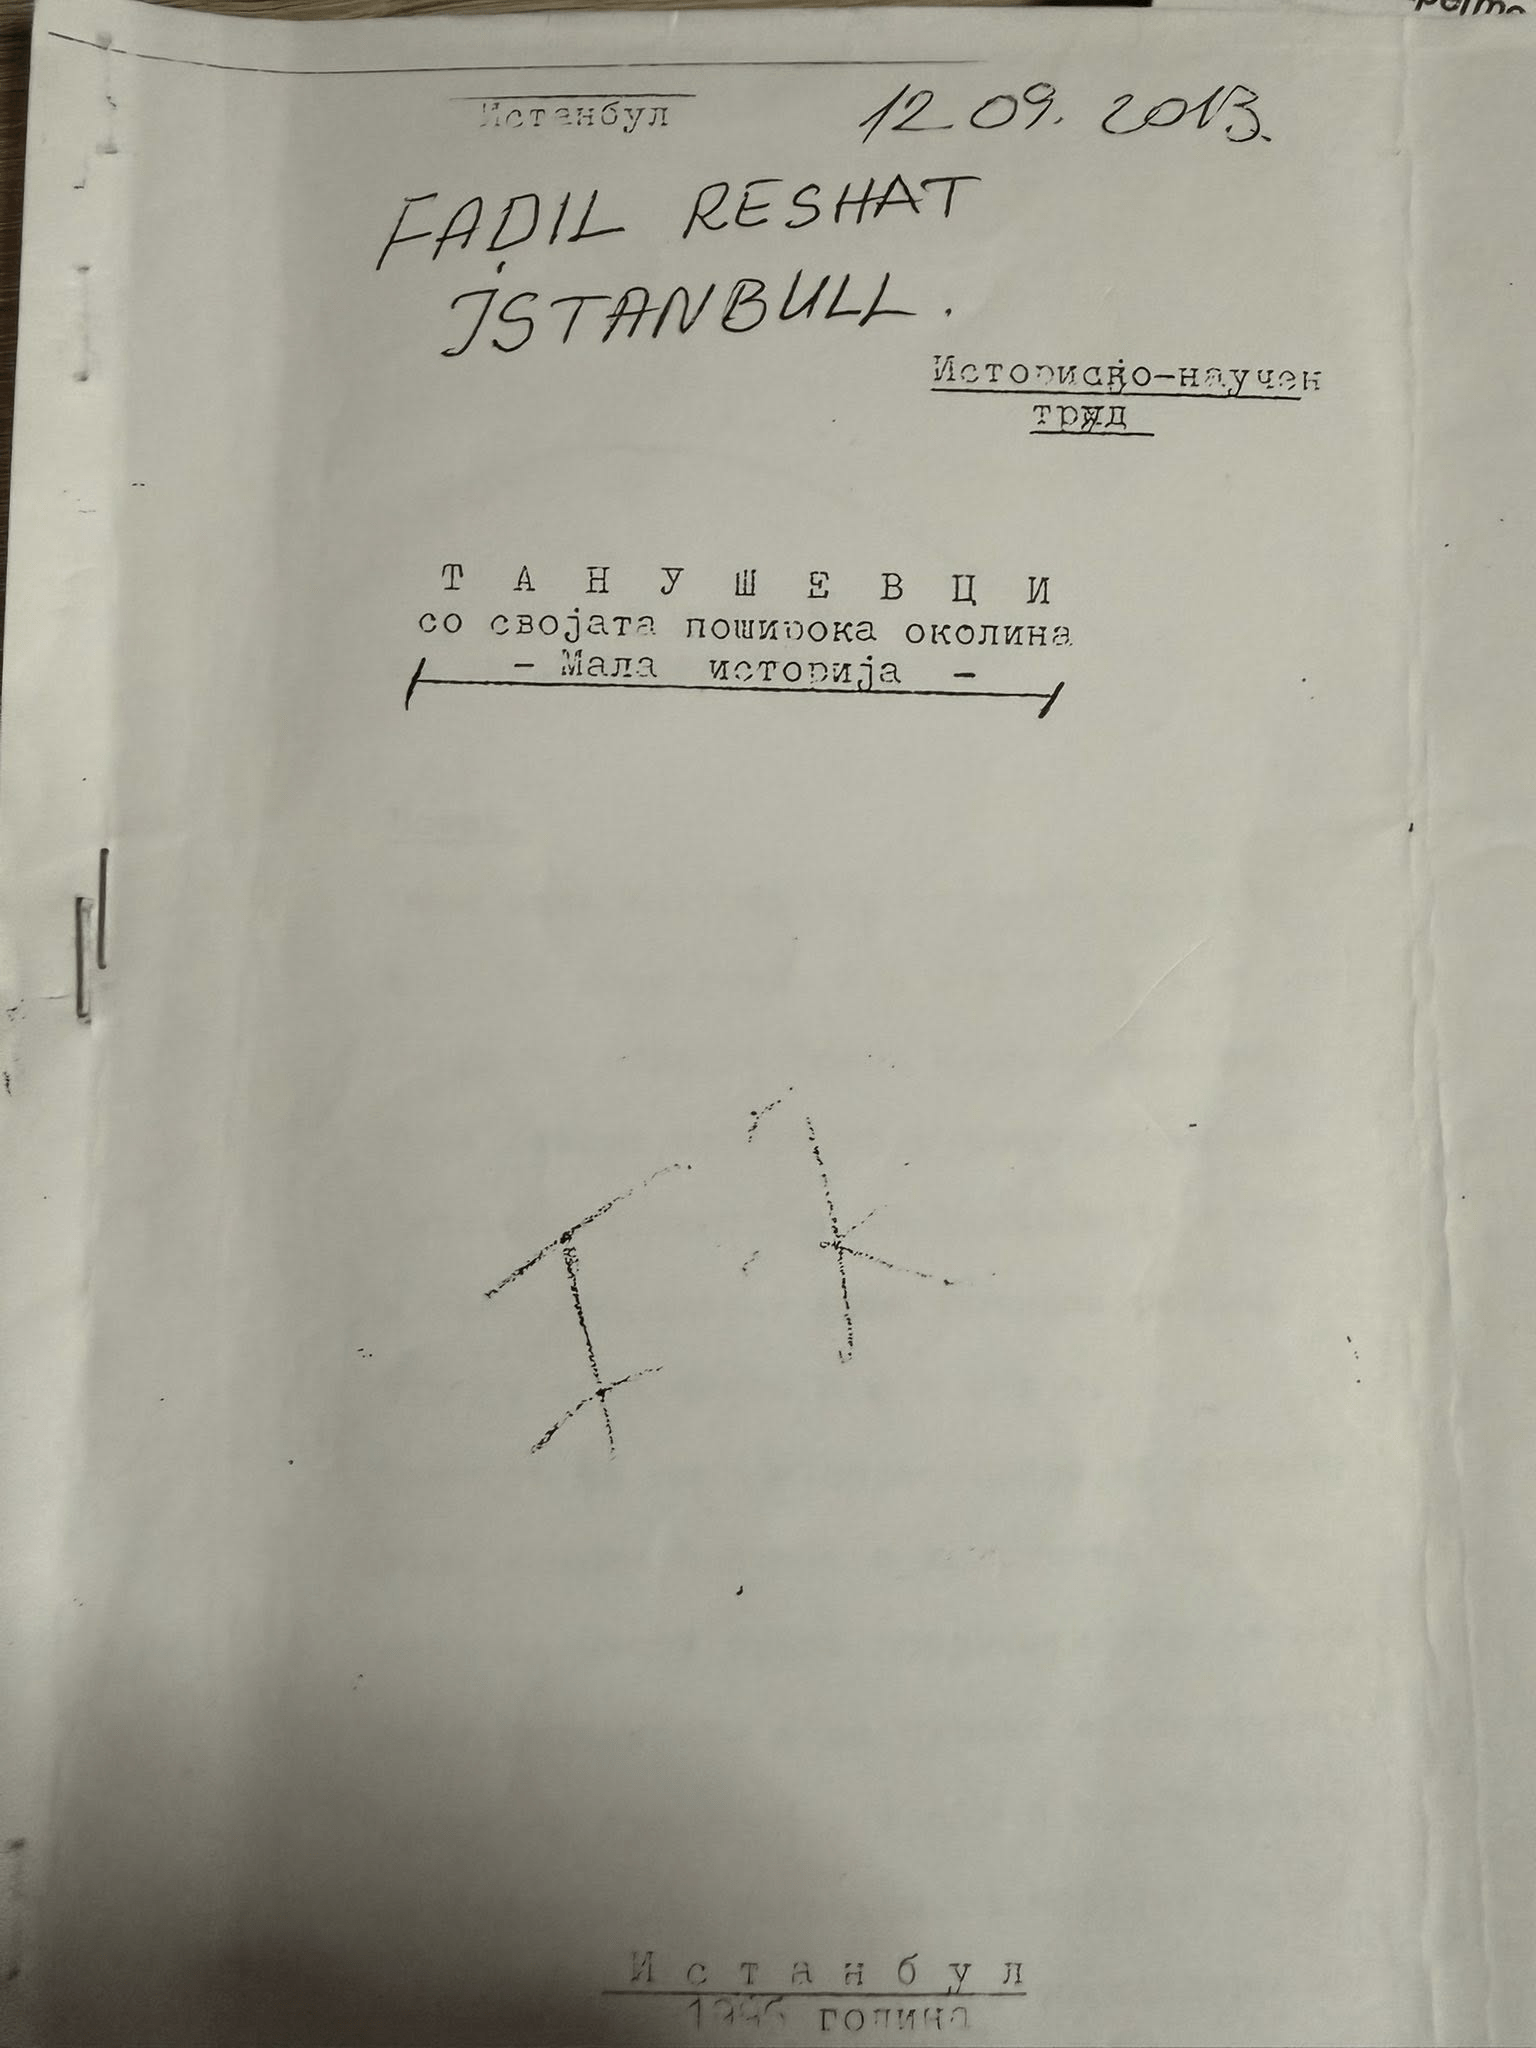 Истанбул 12 09. 2013.
FADIL RESHAT
İSTANBULL.
Историско-научен
труд
Т А Н У Ш Е В Ц И
со својата поширока околина
- Мала историја -
И с т а н б у л
година